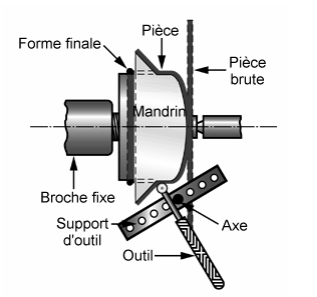 Pièce
Forme finale
Pièce
brute
Mandrin
Broche fixe
Support
d'outil
Axe
Outil